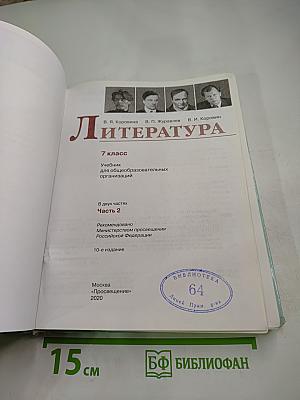 В. Я. Коровина В. П. Журавлев В. И. Коровин
ЛИТЕРАТУРА
7 класс
Учебник
для общеобразовательных
организаций
В двух частях
Часть 2
Рекомендовано
Министерством просвещения
Российской Федерации
10-е издание
Москва
«Просвещение»
2020
БИБЛИОТЕКА
64
15 см
БФ БИБЛИОФАН